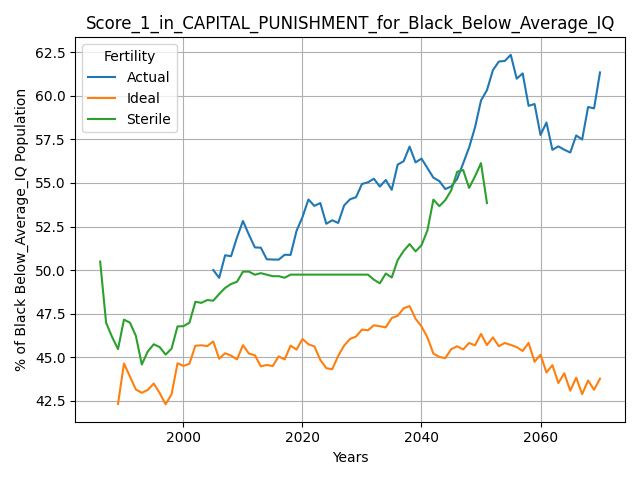 Score_1_in_CAPITAL_PUNISHMENT_for_Black_Below_Average_IQ
% of Black Below_Average_IQ Population
62.5
60.0
57.5
55.0
52.5
50.0
47.5
45.0
42.5
Fertility
Actual
Ideal
Sterile
2000
2020
2040
2060
Years